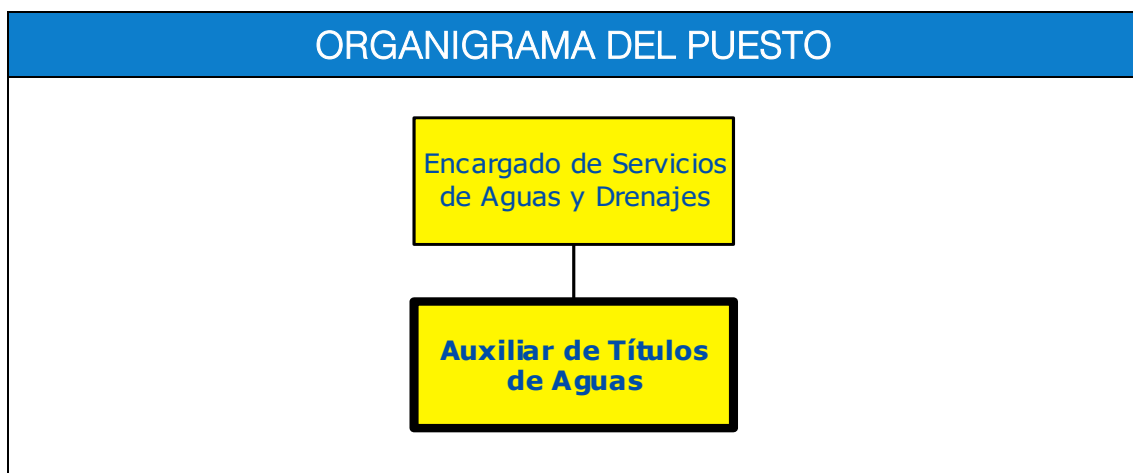 ORGANIGRAMA DEL PUESTO
Encargado de Servicios
de Aguas y Drenajes
Auxiliar de Títulos
de Aguas